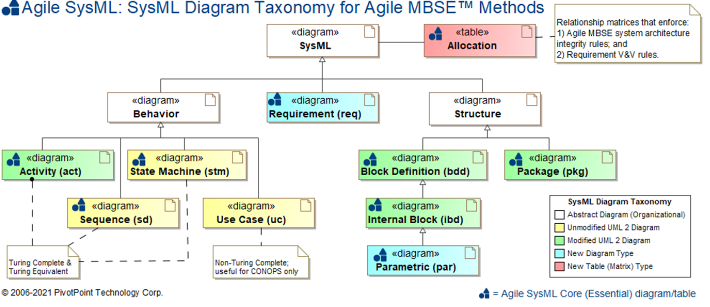 Agile SysML: SysML Diagram Taxonomy for Agile MBSE™ Methods
«diagram»
SysML
«table»
Allocation
Relationship matrices that enforce:
1) Agile MBSE system architecture
integrity rules; and
2) Requirement V&V rules.
«diagram»
Behavior
«diagram»
Requirement (req)
«diagram»
Structure
«diagram»
Activity (act)
«diagram»
State Machine (stm)
«diagram»
Block Definition (bdd)
«diagram»
Package (pkg)
«diagram»
Sequence (sd)
«diagram»
Use Case (uc)
«diagram»
Internal Block (ibd)
«diagram»
Parametric (par)
Turing Complete &
Turing Equivalent
Non-Turing Complete;
useful for CONOPS only
SysML Diagram Taxonomy
Abstract Diagram (Organizational)
Unmodified UML 2 Diagram
Modified UML 2 Diagram
New Diagram Type
New Table (Matrix) Type
© 2006-2021 PivotPoint Technology Corp.
= Agile SysML Core (Essential) diagram/table